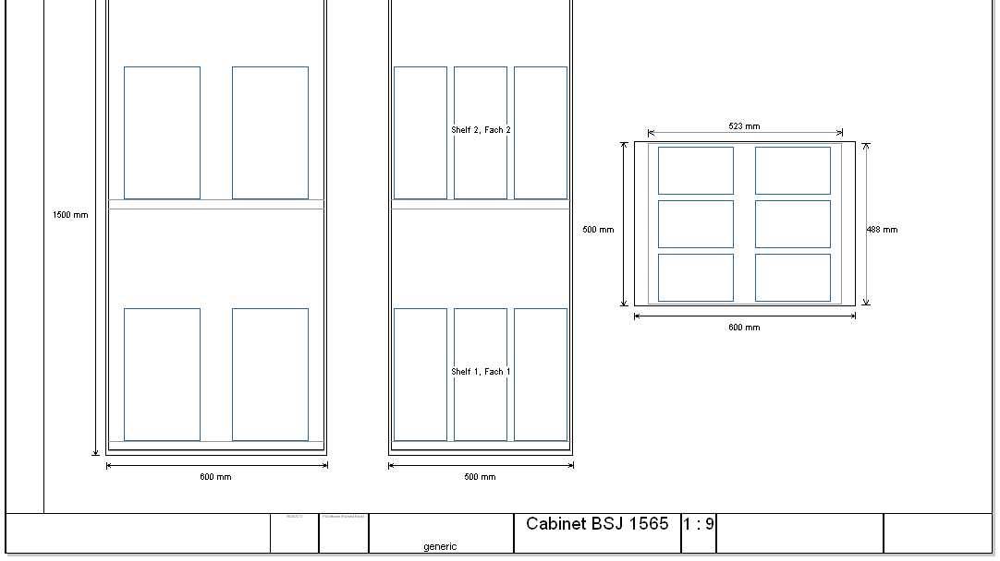 523 mm
Shelf 2, Fach 2
1500 mm
500 mm
488 mm
600 mm
Shelf 1, Fach 1
600 mm
500 mm
Cabinet BSJ 1565
1 : 9
generic